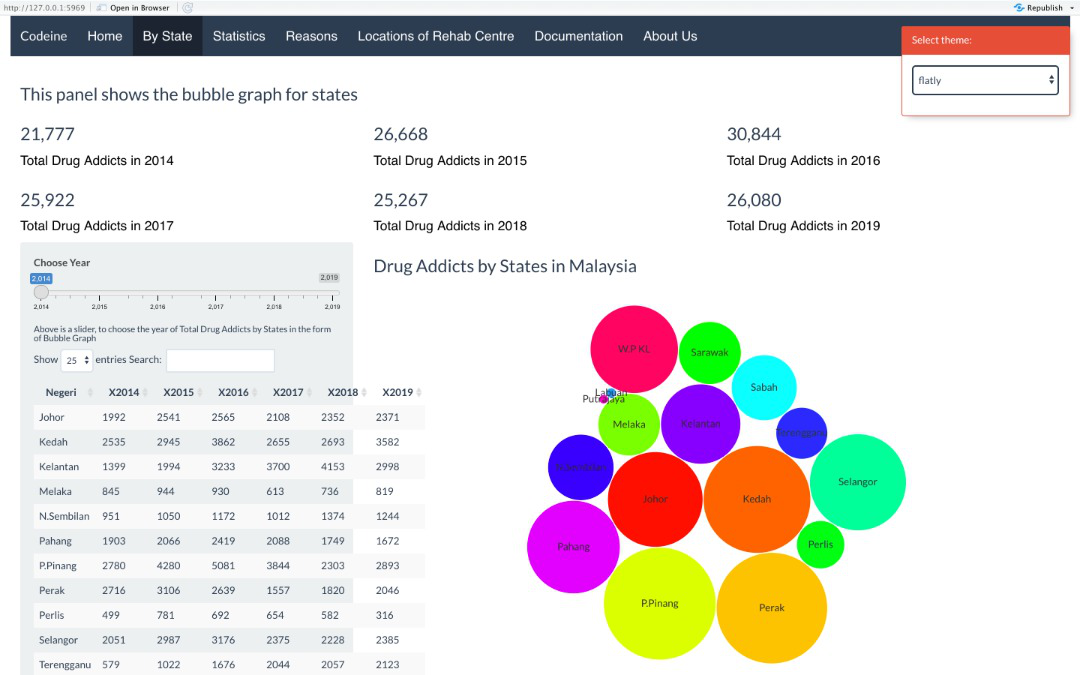 http://127.0.0.1:5969 Open in Browser Republish
Codeine Home By State Statistics Reasons Locations of Rehab Centre Documentation About Us
Select theme:
flatly
This panel shows the bubble graph for states
21,777 26,668 30,844
Total Drug Addicts in 2014 Total Drug Addicts in 2015 Total Drug Addicts in 2016
25,922 25,267 26,080
Total Drug Addicts in 2017 Total Drug Addicts in 2018 Total Drug Addicts in 2019
Choose Year
2,014 2,019
2,014 2,015 2,016 2,017 2,018 2,019
Above is a slider, to choose the year of Total Drug Addicts by States in the form
of Bubble Graph
Show 25 entries Search:
Negeri X2014 X2015 X2016 X2017 X2018 X2019
Johor 1992 2541 2565 2108 2352 2371
Kedah 2535 2945 3862 2655 2693 3582
Kelantan 1399 1994 3233 3700 4153 2998
Melaka 845 944 930 613 736 819
N.Sembilan 951 1050 1172 1012 1374 1244
Pahang 1903 2066 2419 2088 1749 1672
P.Pinang 2780 4280 5081 3844 2303 2893
Perak 2716 3106 2639 1557 1820 2046
Perlis 499 781 692 654 582 316
Selangor 2051 2987 3176 2375 2228 2385
Terengganu 579 1022 1676 2044 2057 2123
Drug Addicts by States in Malaysia
W.P KL
Sarawak
Sabah
Labuan
Putrajaya
Melaka
Kelantan
Terengganu
N.Sembilan
Selangor
Johor
Kedah
Pahang
Perlis
P.Pinang
Perak